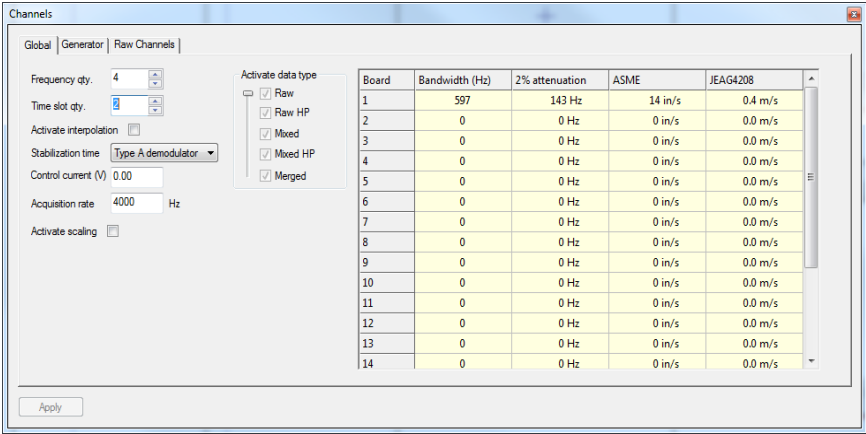 Channels
Global Generator Raw Channels
Frequency qty. 4
Time slot qty. 2
Activate interpolation
Stabilization time Type A demodulator
Control current (V) 0.00
Acquisition rate 4000 Hz
Activate scaling
Activate data type
Raw
Raw HP
Mixed
Mixed HP
Merged
Board Bandwidth (Hz) 2% attenuation ASME JEAG4208
1 597 143 Hz 14 in/s 0.4 m/s
2 0 0 Hz 0 in/s 0.0 m/s
3 0 0 Hz 0 in/s 0.0 m/s
4 0 0 Hz 0 in/s 0.0 m/s
5 0 0 Hz 0 in/s 0.0 m/s
6 0 0 Hz 0 in/s 0.0 m/s
7 0 0 Hz 0 in/s 0.0 m/s
8 0 0 Hz 0 in/s 0.0 m/s
9 0 0 Hz 0 in/s 0.0 m/s
10 0 0 Hz 0 in/s 0.0 m/s
11 0 0 Hz 0 in/s 0.0 m/s
12 0 0 Hz 0 in/s 0.0 m/s
13 0 0 Hz 0 in/s 0.0 m/s
14 0 0 Hz 0 in/s 0.0 m/s
Apply